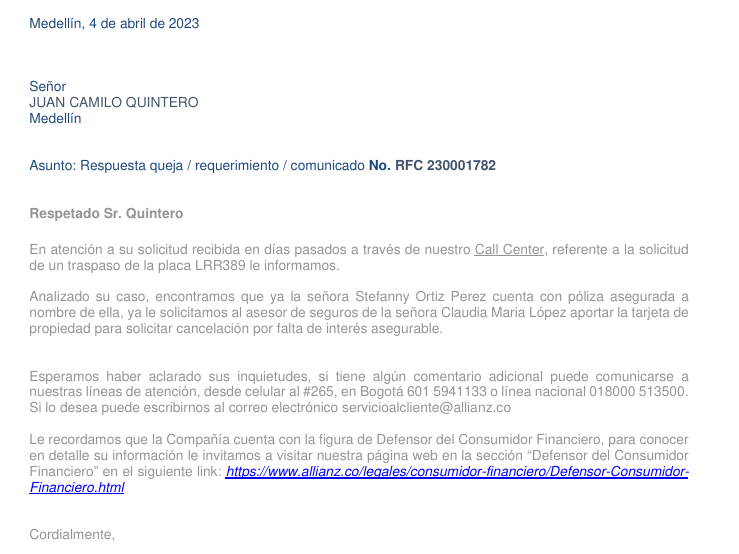 Medellín, 4 de abril de 2023
Señor
JUAN CAMILO QUINTERO
Medellín
Asunto: Respuesta queja / requerimiento / comunicado No. RFC 230001782
Respetado Sr. Quintero
En atención a su solicitud recibida en días pasados a través de nuestro Call Center, referente a la solicitud
de un traspaso de la placa LRR389 le informamos.
Analizado su caso, encontramos que ya la señora Stefanny Ortiz Perez cuenta con póliza asegurada a
nombre de ella, ya le solicitamos al asesor de seguros de la señora Claudia Maria López aportar la tarjeta de
propiedad para solicitar cancelación por falta de interés asegurable.
Esperamos haber aclarado sus inquietudes, si tiene algún comentario adicional puede comunicarse a
nuestras líneas de atención, desde celular al #265, en Bogotá 601 5941133 o línea nacional 018000 513500.
Si lo desea puede escribirnos al correo electrónico servicioalcliente@allianz.co
Le recordamos que la Compañía cuenta con la figura de Defensor del Consumidor Financiero, para conocer
en detalle su información le invitamos a visitar nuestra página web en la sección “Defensor del Consumidor
Financiero” en el siguiente link: https://www.allianz.co/legales/consumidor-financiero/Defensor-Consumidor-
Financiero.html
Cordialmente,